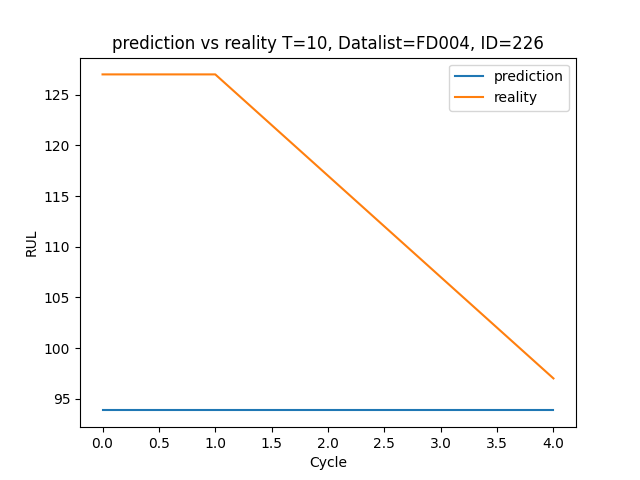 prediction vs reality T=10, Datalist=FD004, ID=226
prediction
reality
125
120
115
110
105
100
95
RUL
0.0 0.5 1.0 1.5 2.0 2.5 3.0 3.5 4.0
Cycle